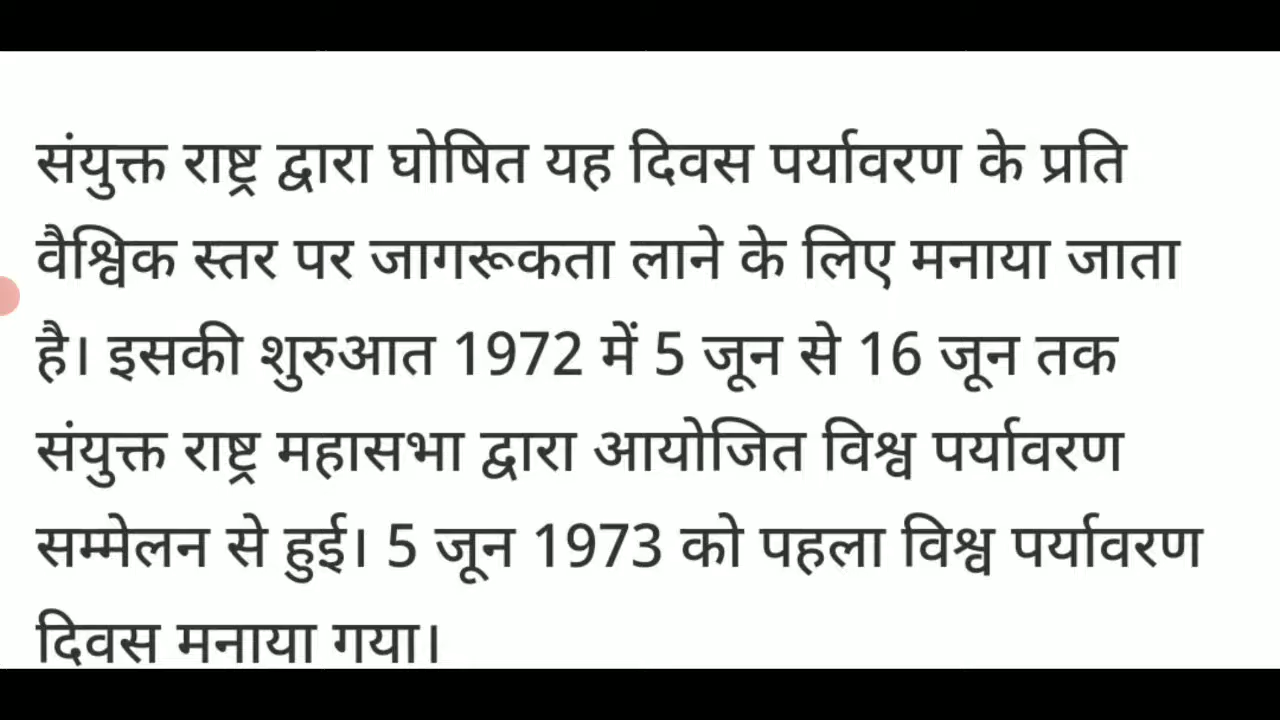 संयुक्त राष्ट्र द्वारा घोषित यह दिवस पर्यावरण के प्रति
वैश्विक स्तर पर जागरूकता लाने के लिए मनाया जाता
है। इसकी शुरुआत 1972 में 5 जून से 16 जून तक
संयुक्त राष्ट्र महासभा द्वारा आयोजित विश्व पर्यावरण
सम्मेलन से हुई। 5 जून 1973 को पहला विश्व पर्यावरण
दिवस मनाया गया।